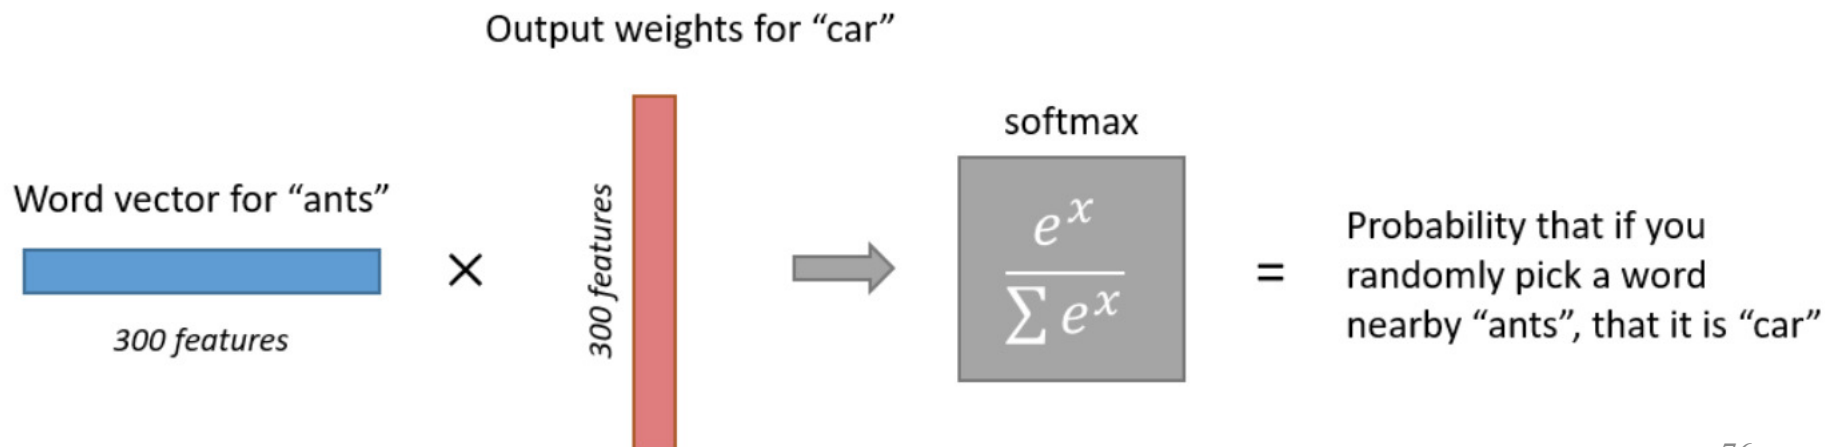 Output weights for “car”
softmax
Word vector for “ants”
300 features
×
300 features
e^x
∑ e^x
=
Probability that if you
randomly pick a word
nearby “ants”, that it is “car”